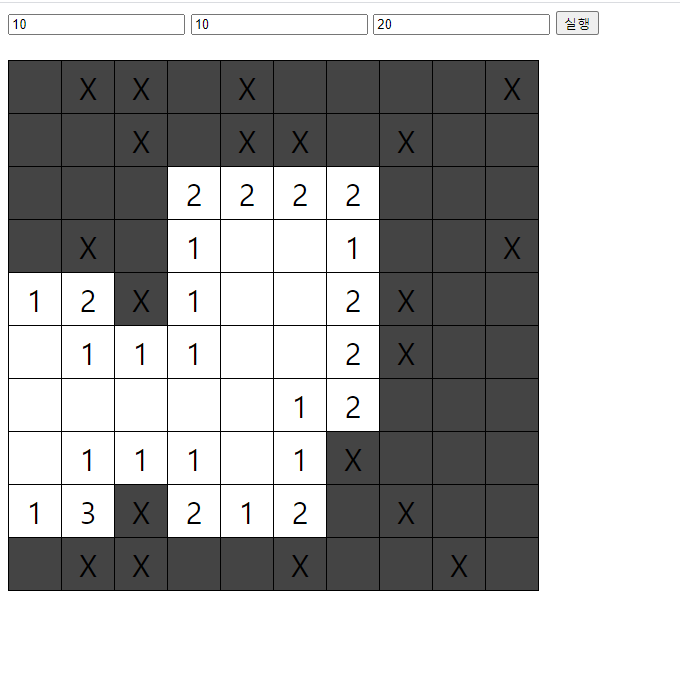 10 10 20 실행
X X X X
X X X X
2 2 2 2
X 1 1 X
1 2 X 1 2 X
1 1 1 2 X
1 2
1 1 1 1 X
1 3 X 2 1 2 X
X X X X